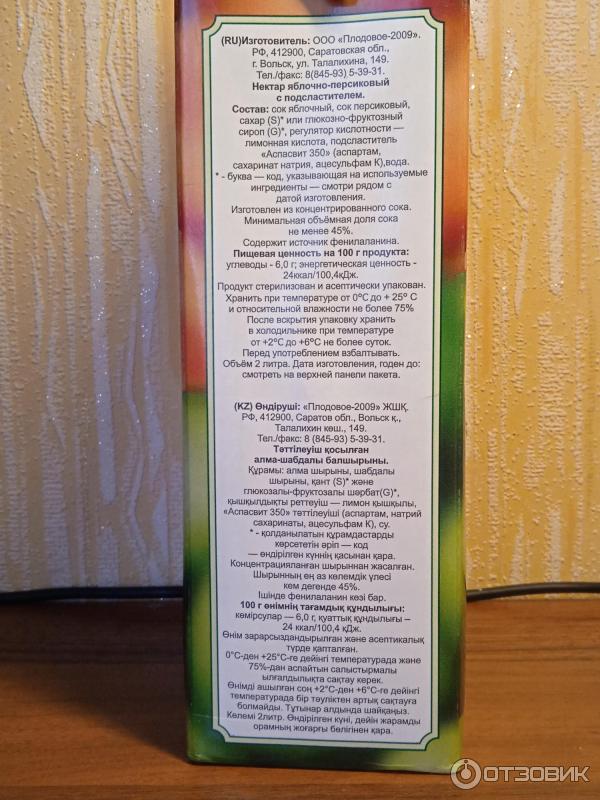 (RU)Изготовитель: ООО «Плодовое-2009».
РФ, 412900, Саратовская обл.,
г. Вольск, ул. Талалихина, 149.
Тел./факс: 8(845-93) 5-39-31.
Нектар яблочно-персиковый
с подсластителем.
Состав: сок яблочный, сок персиковый,
сахар (S)* или глюкозно-фруктозный
сироп (G)*, регулятор кислотности —
лимонная кислота, подсластитель
«Аспасвит 350» (аспартам,
сахаринат натрия, ацесульфам К),вода.
* - буква — код, указывающая на используемые
ингредиенты — смотри рядом с
датой изготовления.
Изготовлен из концентрированного сока.
Минимальная объёмная доля сока
не менее 45%.
Содержит источник фенилаланина.
Пищевая ценность на 100 г продукта:
углеводы - 6,0 г; энергетическая ценность -
24ккал/100,4кДж.
Продукт стерилизован и асептически упакован.
Хранить при температуре от 0°С до + 25° С
и относительной влажности не более 75%
После вскрытия упаковку хранить
в холодильнике при температуре
от +2°С до +6°С не более суток.
Перед употреблением взбалтывать.
Объём 2 литра. Дата изготовления, годен до:
смотреть на верхней панели пакета.
(KZ) Өндіруші: «Плодовое-2009» ЖШҚ.
РФ, 412900, Саратов обл., Вольск қ.,
Талалихин көш., 149.
Тел./факс: 8 (845-93) 5-39-31.
Тәттілеуіш қосылған
алма-шабдалы балшырыны.
Құрамы: алма шырыны, шабдалы
шырыны, қант (S)* және
глюкозалы-фруктозалы шәрбат(G)*,
қышқылдықты реттеуіш — лимон қышқылы,
«Аспасвит 350» тәттілеуіші (аспартам, натрий
сахаринаты, ацесульфам К), су.
* - қолданылатын құрамдастарды
көрсететін әріп — код
— өндірілген күннің қасынан қара.
Концентрацияланған шырыннан жасалған.
Шырынның ең аз көлемдік үлесі
кем дегенде 45%.
Ішінде фенилаланин көзі бар.
100 г өнімнің тағамдық құндылығы:
көмірсулар — 6,0 г, қуаттық құндылығы –
24 ккал/100,4 кДж.
Өнім зарарсыздандырылған және асептикалық
түрде қапталған.
0°С-ден +25°С-ге дейінгі температурада және
75%-дан аспайтын салыстырмалы
ылғалдылықта сақтау керек.
Өнімді ашылған соң +2°С-ден +6°С-ге дейінгі
температурада бір тәуліктен артық сақтауға
болмайды. Тұтынар алдында шайқаңыз.
Көлемі 2литр. Өндірілген күні, дейін жарамды
орамның жоғарғы бөлігінен қара.
ОТЗОВИК